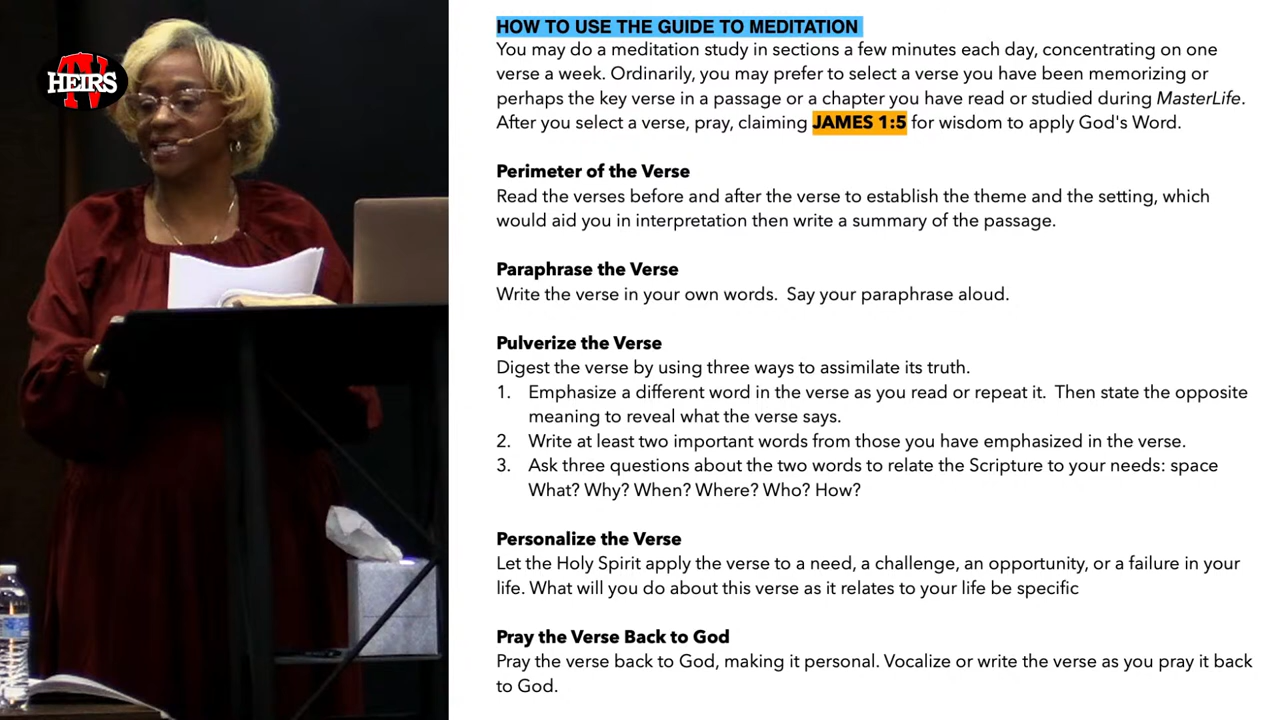 N
HEIRS
HOW TO USE THE GUIDE TO MEDITATION
You may do a meditation study in sections a few minutes each day, concentrating on one
verse a week. Ordinarily, you may prefer to select a verse you have been memorizing or
perhaps the key verse in a passage or a chapter you have read or studied during MasterLife.
After you select a verse, pray, claiming JAMES 1:5 for wisdom to apply God's Word.
Perimeter of the Verse
Read the verses before and after the verse to establish the theme and the setting, which
would aid you in interpretation then write a summary of the passage.
Paraphrase the Verse
Write the verse in your own words.  Say your paraphrase aloud.
Pulverize the Verse
Digest the verse by using three ways to assimilate its truth.
1. Emphasize a different word in the verse as you read or repeat it.  Then state the opposite
meaning to reveal what the verse says.
2. Write at least two important words from those you have emphasized in the verse.
3. Ask three questions about the two words to relate the Scripture to your needs: space
What? Why? When? Where? Who? How?
Personalize the Verse
Let the Holy Spirit apply the verse to a need, a challenge, an opportunity, or a failure in your
life. What will you do about this verse as it relates to your life be specific
Pray the Verse Back to God
Pray the verse back to God, making it personal. Vocalize or write the verse as you pray it back
to God.